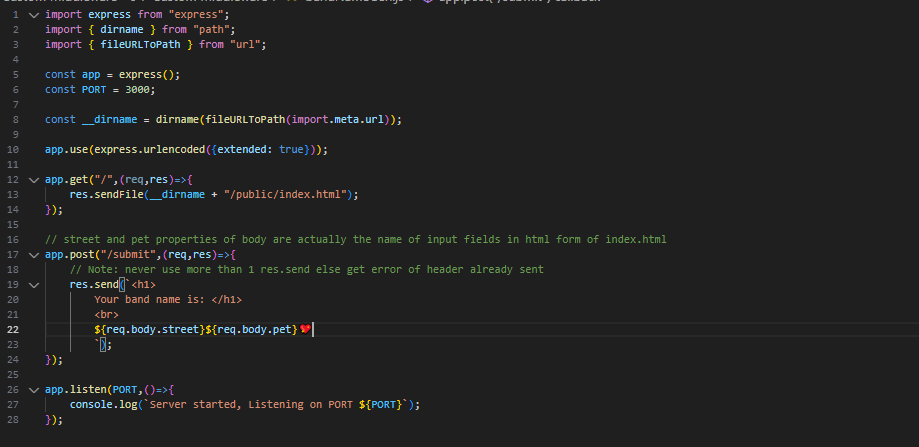 1 import express from "express";
2 import { dirname } from "path";
3 import { fileURLToPath } from "url";
4
5 const app = express();
6 const PORT = 3000;
7
8 const __dirname = dirname(fileURLToPath(import.meta.url));
9
10 app.use(express.urlencoded({extended: true}));
11
12 app.get("/",(req,res)=>{
13     res.sendFile(__dirname + "/public/index.html");
14 });
15
16 // street and pet properties of body are actually the name of input fields in html form of index.html
17 app.post("/submit",(req,res)=>{
18     // Note: never use more than 1 res.send else get error of header already sent
19     res.send(`<h1>
20         Your band name is: </h1>
21         <br>
22         ${req.body.street}${req.body.pet}💖
23         `);
24 });
25
26 app.listen(PORT,()=>{
27     console.log(`Server started, Listening on PORT ${PORT}`);
28 });